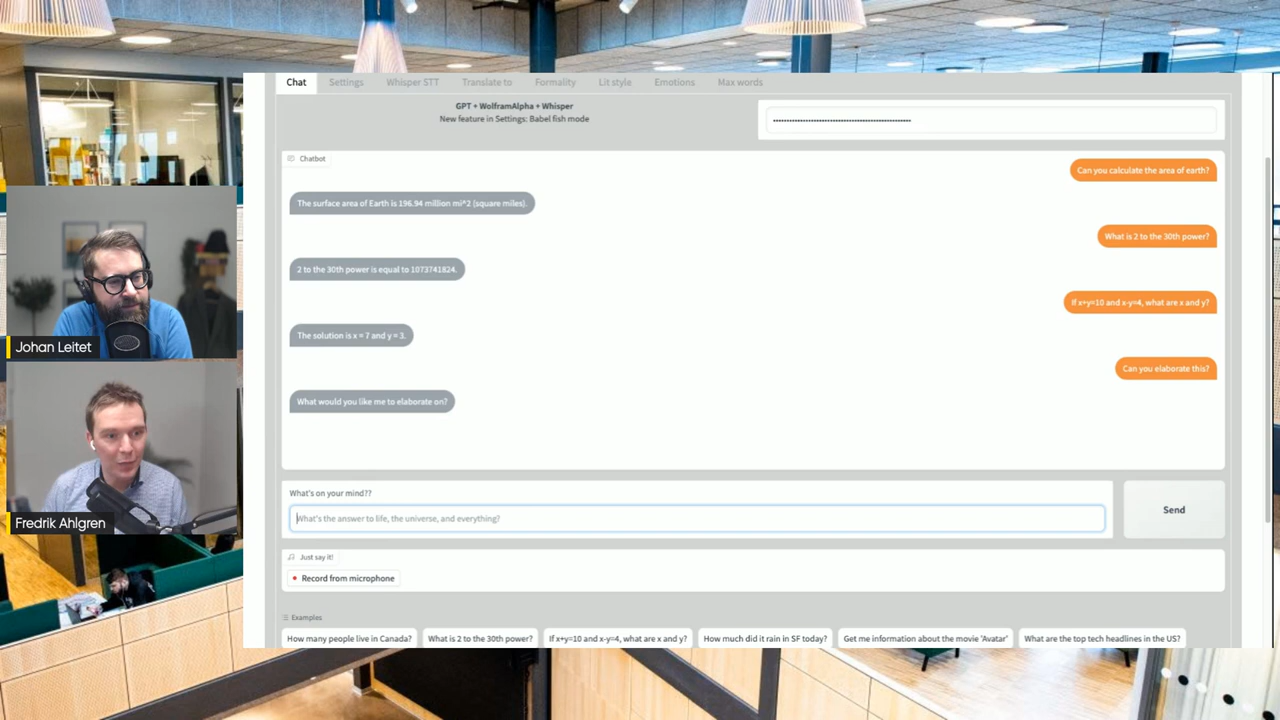 Chat Settings Whisper STT Translate to Formality Lit style Emotions Max words
GPT + WolframAlpha + Whisper
New feature in Settings: Babel fish mode
Chatbot
Can you calculate the area of earth?
The surface area of Earth is 196.94 million mi^2 (square miles).
What is 2 to the 30th power?
2 to the 30th power is equal to 1073741824.
If x+y=10 and x-y=4, what are x and y?
The solution is x = 7 and y = 3.
Can you elaborate this?
What would you like me to elaborate on?
What's on your mind??
What's the answer to life, the universe, and everything?
Send
Just say it!
Record from microphone
Examples
How many people live in Canada? What is 2 to the 30th power? If x+y=10 and x-y=4, what are x and y? How much did it rain in SF today? Get me information about the movie 'Avatar' What are the top tech headlines in the US?
Johan Leitet
Fredrik Ahlgren